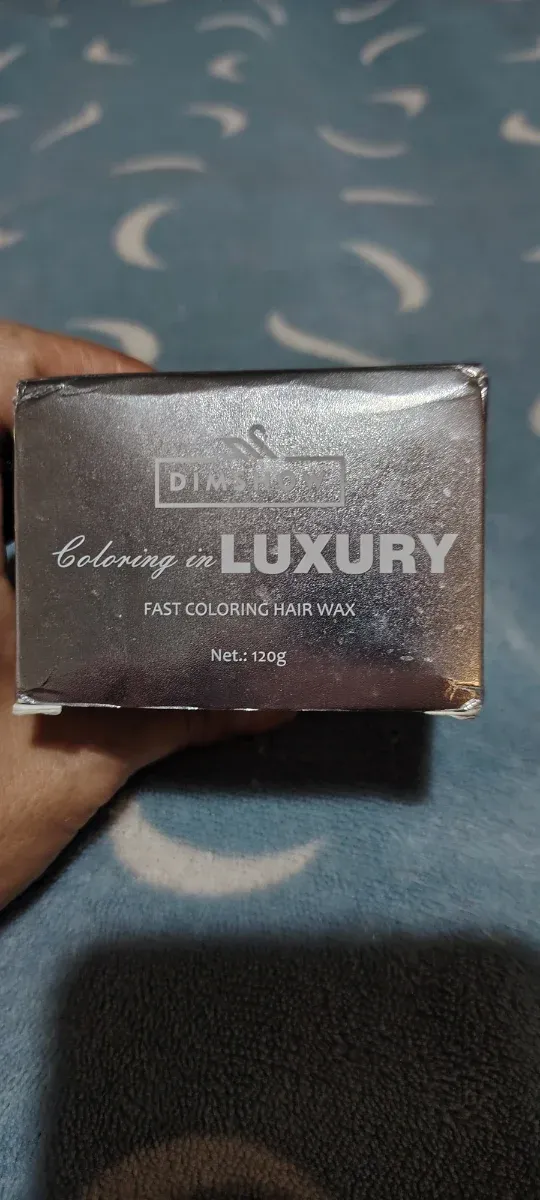 DIMSHOW
Coloring in LUXURY
FAST COLORING HAIR WAX
Net.: 120g